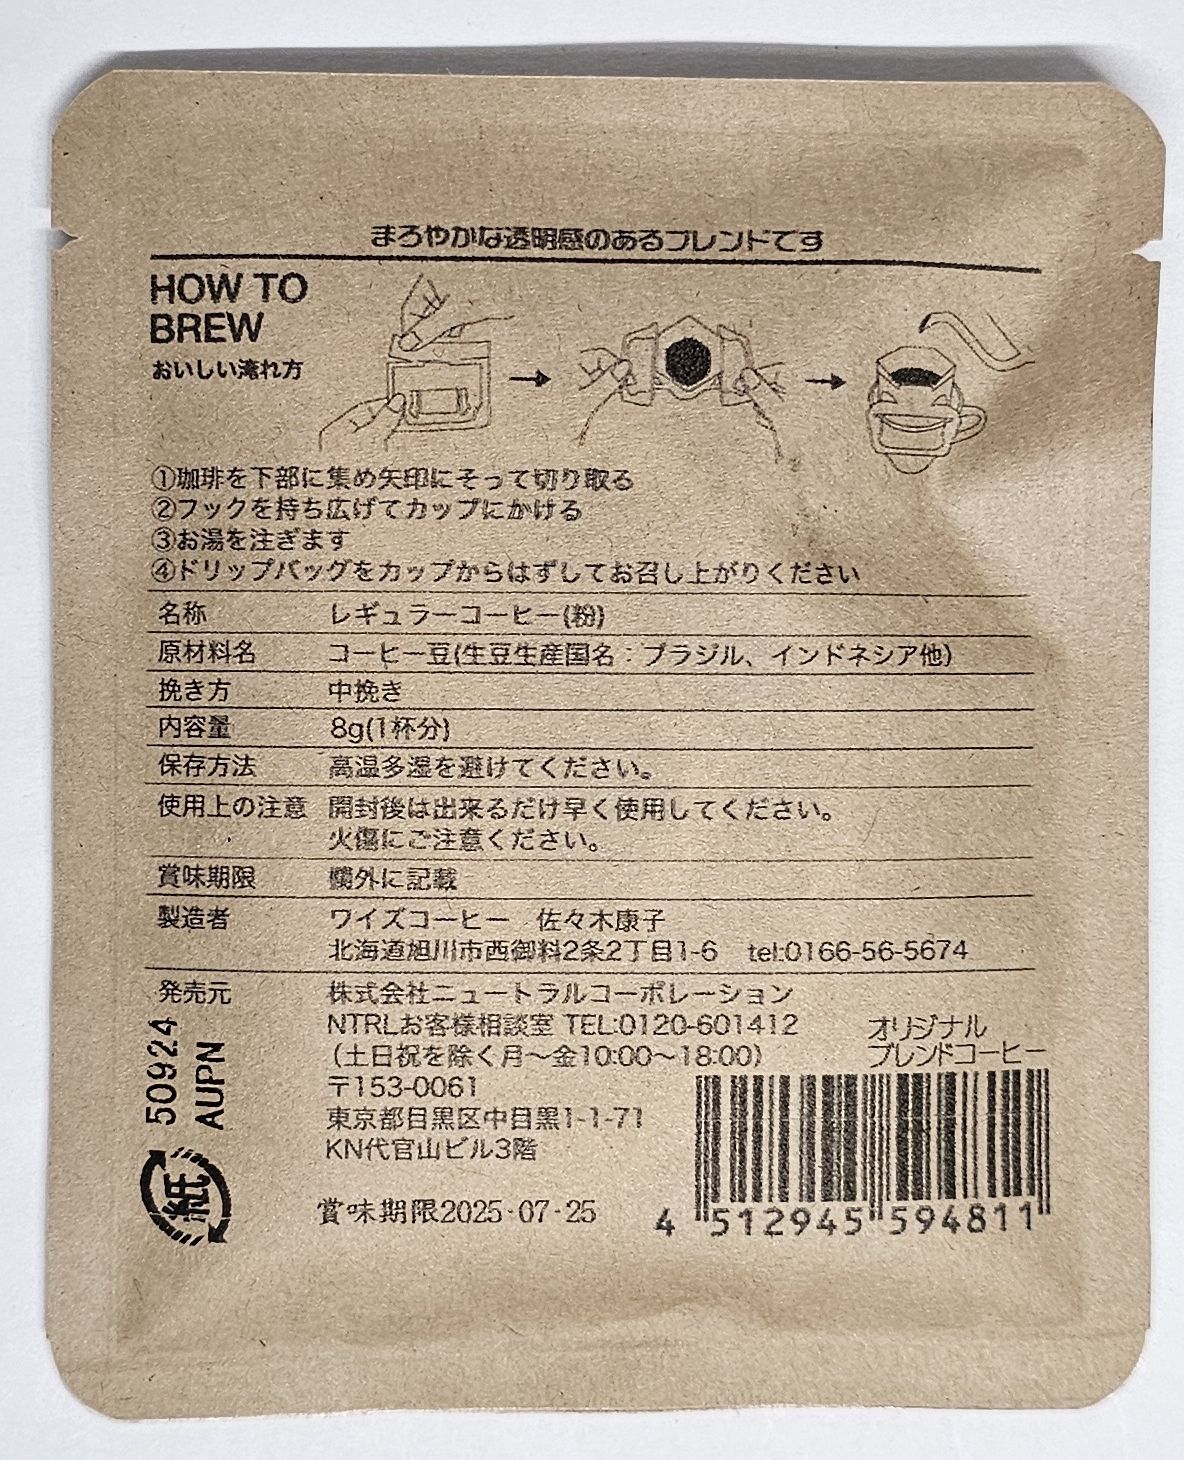 まろやかな透明感のあるブレンドです
HOW TO
BREW
おいしい淹れ方
①珈琲を下部に集め矢印にそって切り取る
②フックを持ち広げてカップにかける
③お湯を注ぎます
④ドリップバッグをカップからはずしてお召し上がりください
名称 レギュラーコーヒー(粉)
原材料名 コーヒー豆(生豆生産国名：ブラジル、インドネシア他)
挽き方 中挽き
内容量 8g(1杯分)
保存方法 高温多湿を避けてください。
使用上の注意 開封後は出来るだけ早く使用してください。
火傷にご注意ください。
賞味期限 欄外に記載
製造者 ワイズコーヒー 佐々木康子
北海道旭川市西御料2条2丁目1-6 tel:0166-56-5674
発売元 株式会社ニュートラルコーポレーション
NTRLお客様相談室 TEL:0120-601412
(土日祝を除く月〜金10:00〜18:00)
〒153-0061
東京都目黒区中目黒1-1-71
KN代官山ビル3階
オリジナル
ブレンドコーヒー
50924
AUPN
紙
賞味期限2025-07-25
4 512945 594811